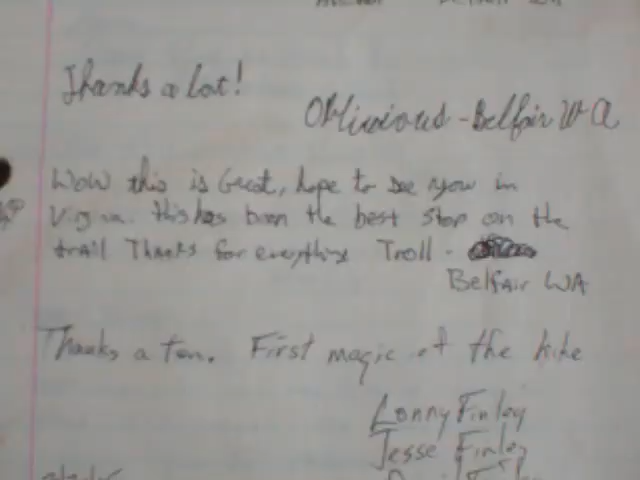 Thanks a lot!
Oblivious - Belfair WA
Wow this is Great, hope to see you in
Virgina. this has been the best stop on the
trail Thanks for everything Troll -
Belfair WA
Thanks a ton. First magic of the hike
Lonny Finley
Jesse Finley